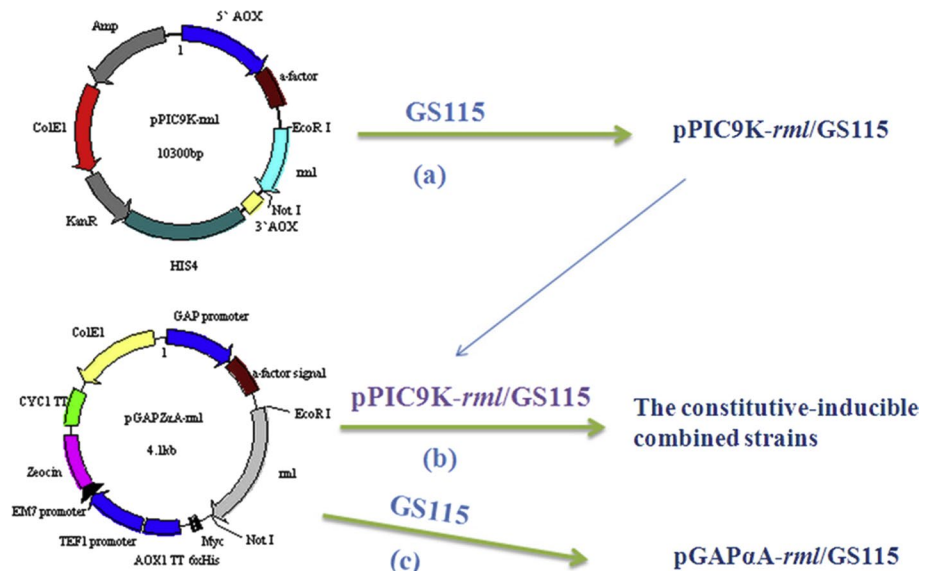 5` AOX
Amp
1
a-factor
ColE1
pPIC9K-rml
10300bp
EcoR I
rml
Not I
3`AOX
KanR
HIS4
GS115
(a)
pPIC9K-rml/GS115
GAP promoter
ColE1
1
a-factor signal
CYC1 TT
EcoR I
pGAPZαA-rml
4.1kb
Zeocin
rml
EM7 promoter
Not I
Myc
TEF1 promoter
AOX1 TT 6xHis
pPIC9K-rml/GS115
(b)
The constitutive-inducible
combined strains
GS115
(c)
pGAPαA-rml/GS115